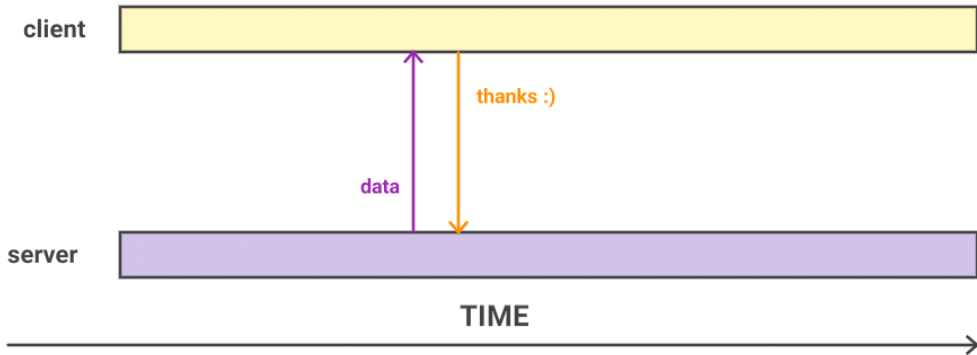 client
thanks :)
data
server
TIME